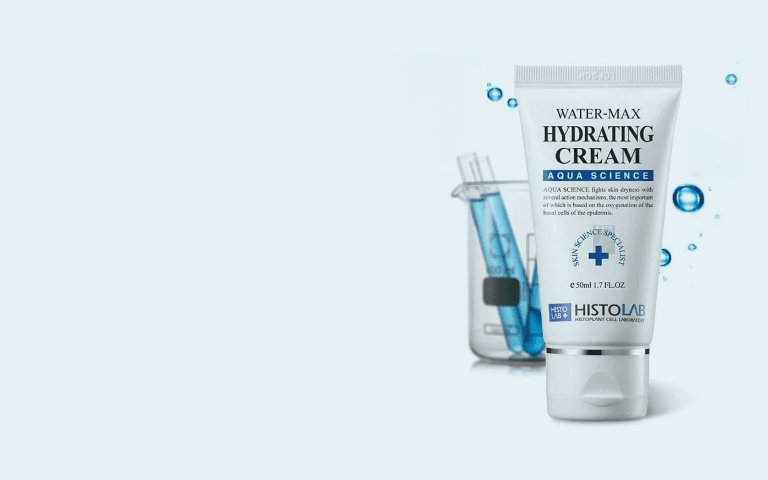 WATER-MAX
HYDRATING
CREAM
AQUA SCIENCE
AQUA SCIENCE fights skin dryness with
several action mechanisms, the most important
of which is based on the oxygenation of the
basal cells of the epidermis.
SKIN SCIENCE SPECIALIST
e 50ml 1.7 FL.OZ
HISTO
LAB+
HISTOLAB
HISTOPLANT CELL LABORATORY